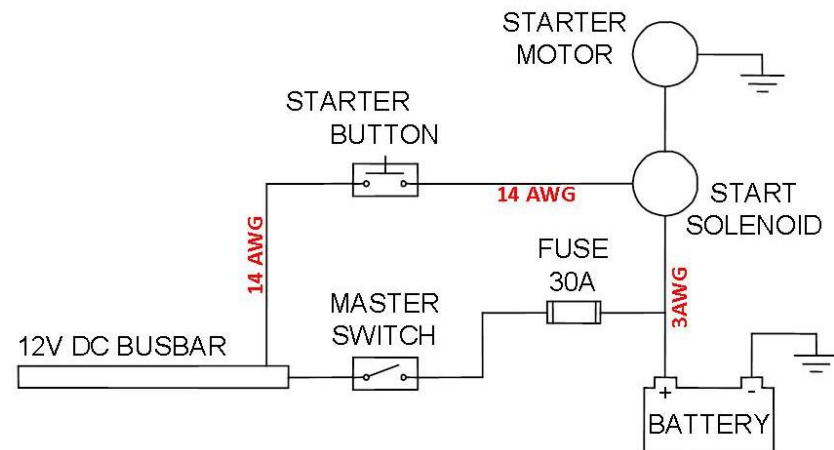 STARTER
MOTOR
STARTER
BUTTON
14 AWG
START
SOLENOID
14 AWG
FUSE
30A
3AWG
MASTER
SWITCH
12V DC BUSBAR
+
-
BATTERY